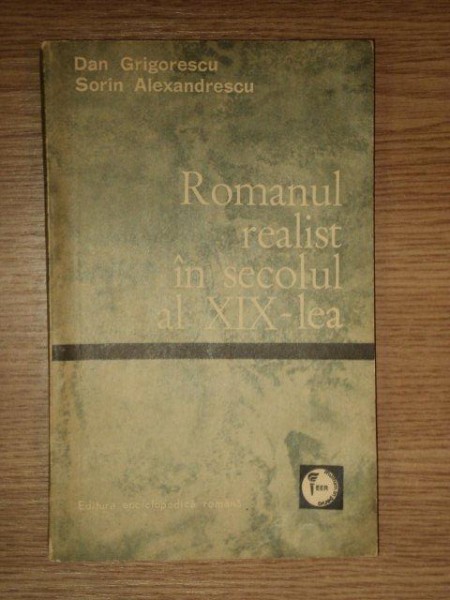 Dan Grigorescu
Sorin Alexandrescu
Romanul
realist
în secolul
al XIX-lea
Editura enciclopedică română